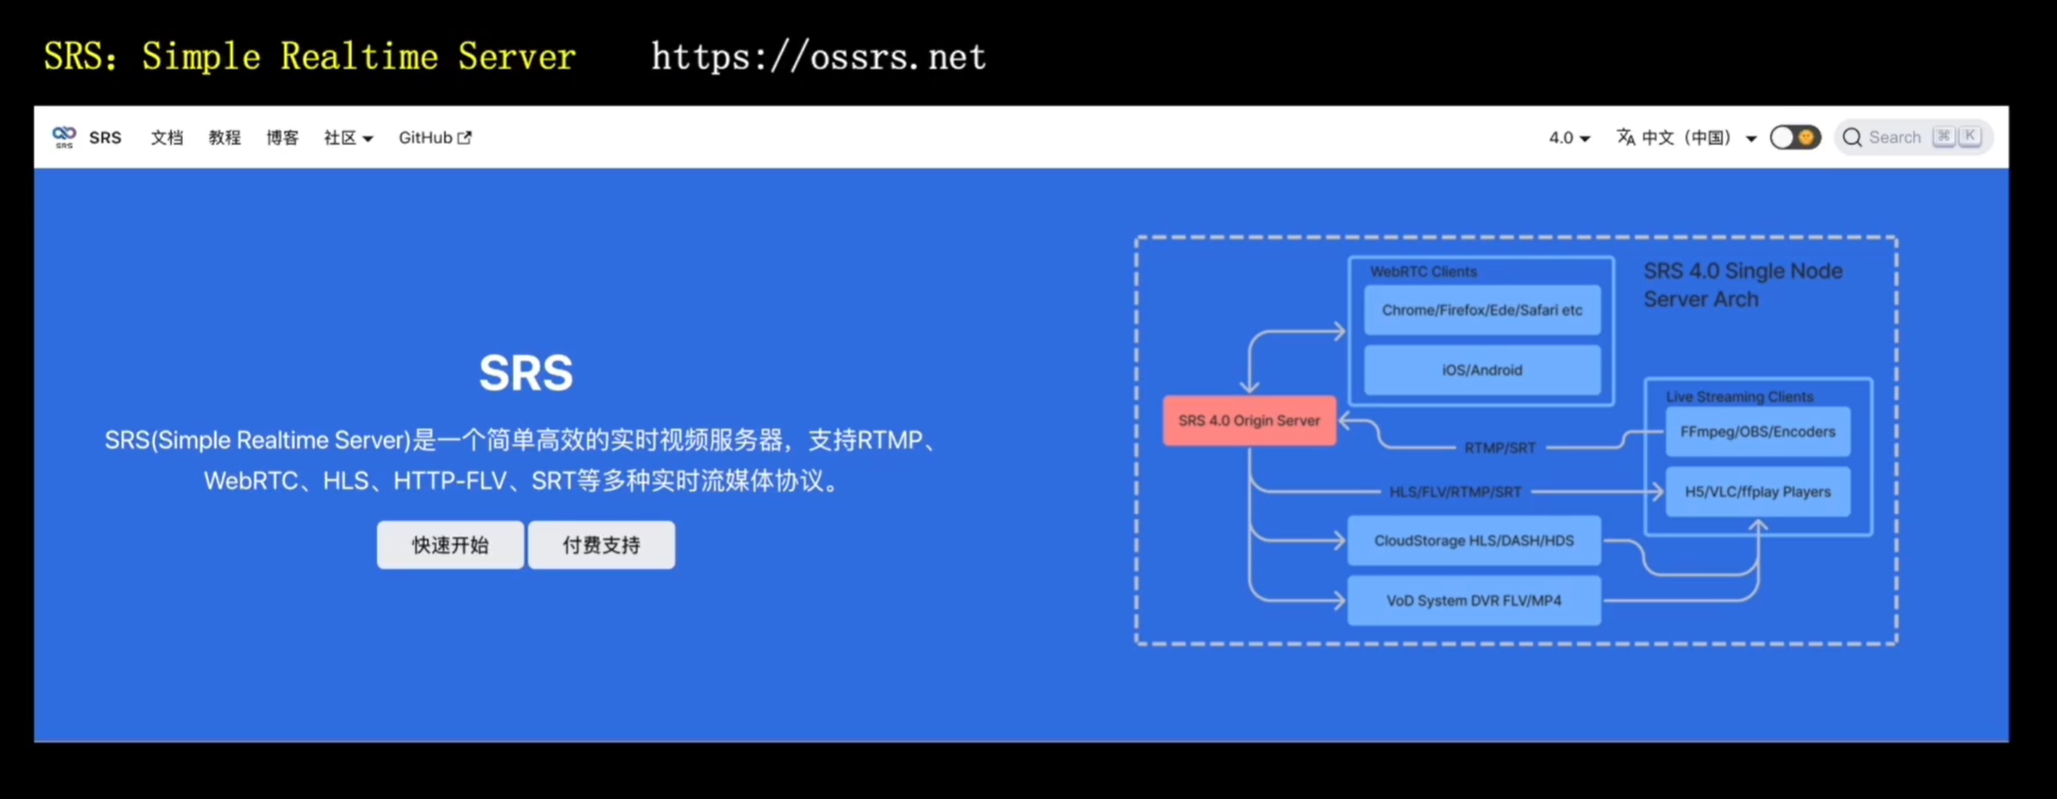 SRS：Simple Realtime Server https://ossrs.net
SRS SRS 文档 教程 博客 社区 GitHub 4.0 中文（中国） Search ⌘ K
SRS
SRS(Simple Realtime Server)是一个简单高效的实时视频服务器，支持RTMP、
WebRTC、HLS、HTTP-FLV、SRT等多种实时流媒体协议。
快速开始 付费支持
SRS 4.0 Single Node
Server Arch
WebRTC Clients
Chrome/Firefox/Ede/Safari etc
iOS/Android
SRS 4.0 Origin Server
Live Streaming Clients
FFmpeg/OBS/Encoders
RTMP/SRT
HLS/FLV/RTMP/SRT
H5/VLC/ffplay Players
CloudStorage HLS/DASH/HDS
VoD System DVR FLV/MP4